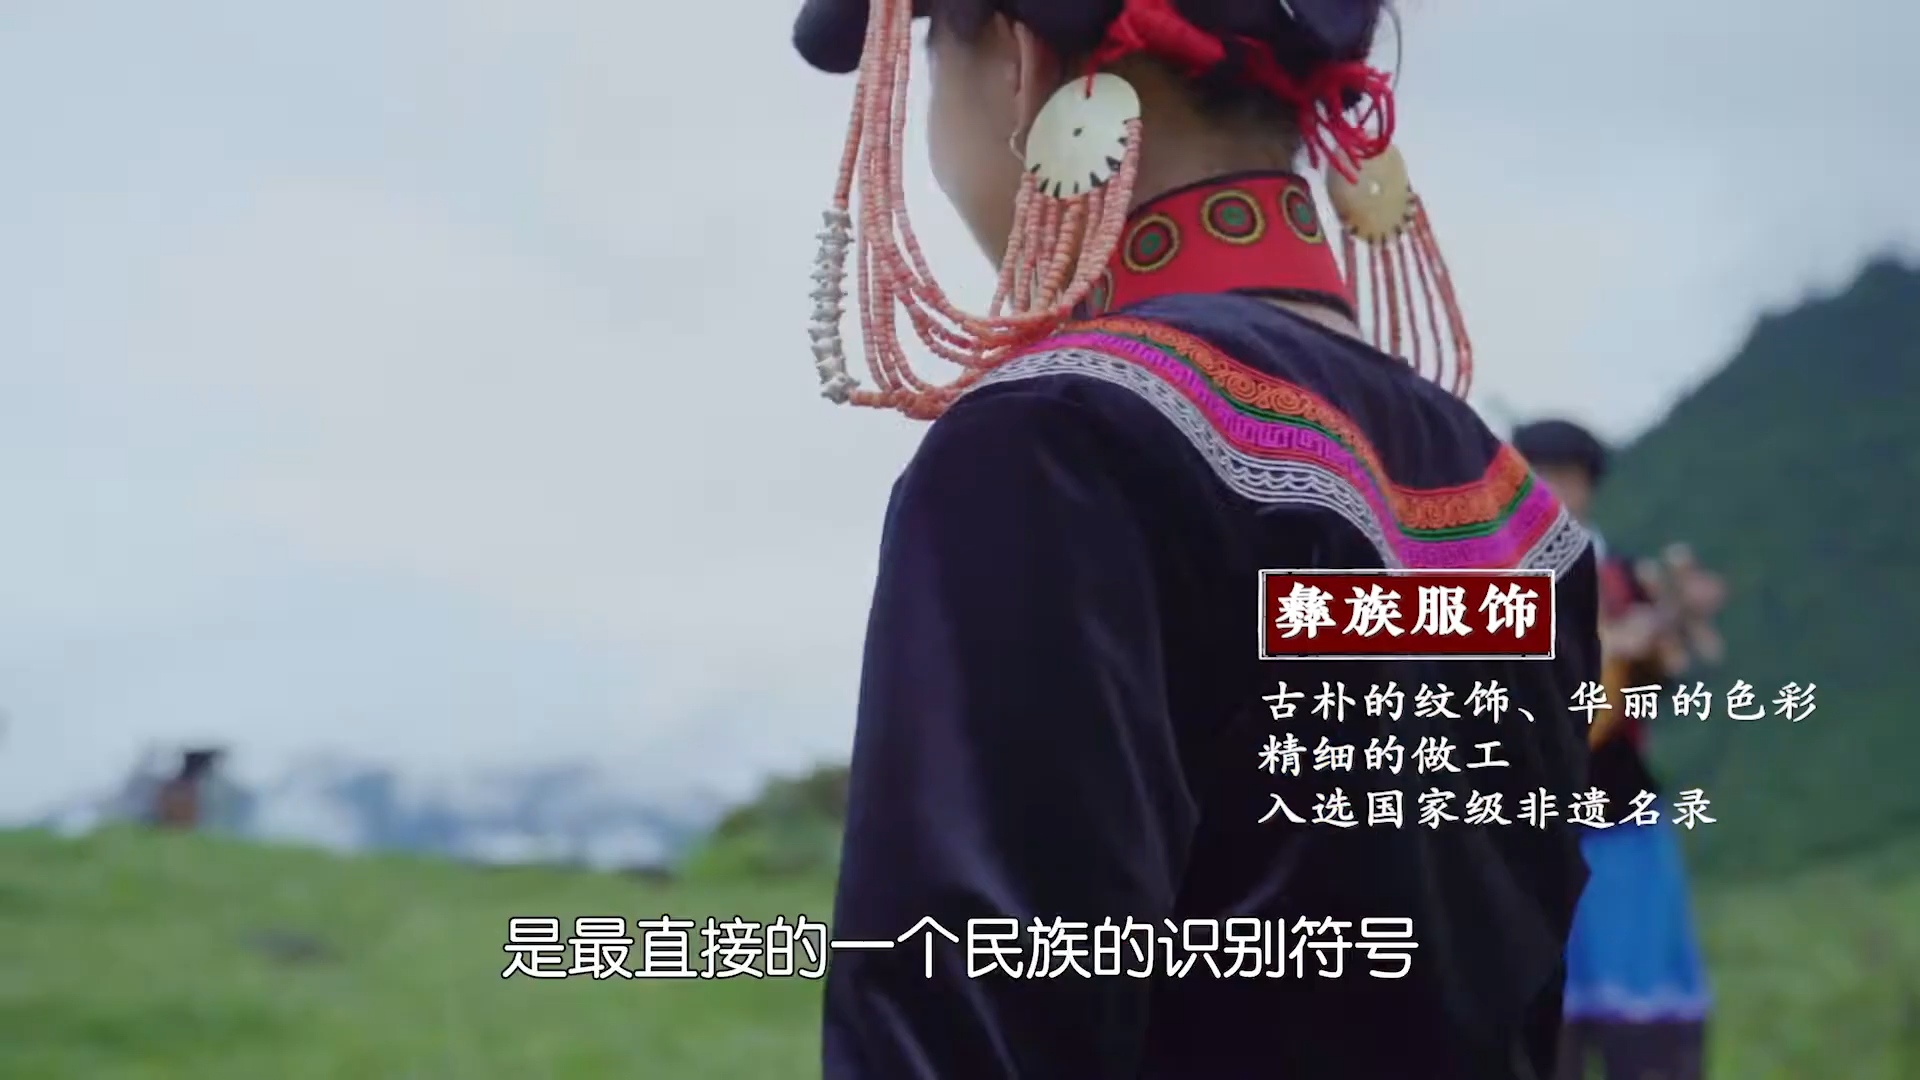 彝族服饰
古朴的纹饰、华丽的色彩
精细的做工
入选国家级非遗名录
是最直接的一个民族的识别符号